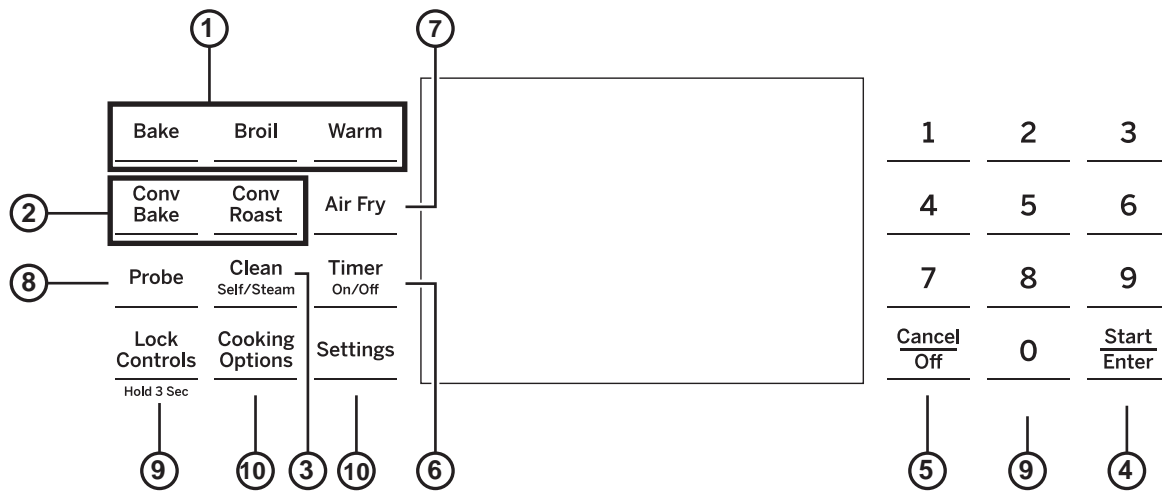 1 7
Bake Broil Warm 1 2 3
2 Conv Bake Conv Roast Air Fry 4 5 6
8 Probe Clean Self/Steam Timer On/Off 7 8 9
Lock Controls Cooking Options Settings Cancel Off 0 Start Enter
Hold 3 Sec
9 10 3 10 6 5 9 4